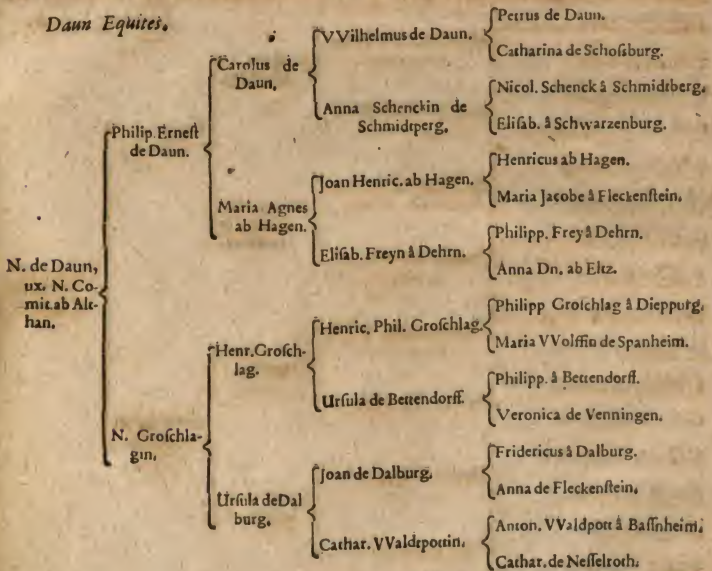 Daun Equites.
N. de Daun,
ux. N. Co-
mit. ab Alt-
han.
Philip. Erneſt
de Daun.
N. Groſchla-
gin.
Carolus de
Daun.
Maria Agnes
ab Hagen.
Henr. Groſch-
lag.
Urſula de Dal
burg.
VVilhelmus de Daun.
Anna Schenckin de
Schmidtperg.
Joan Henric. ab Hagen.
Eliſab. Freyn â Dehrn.
Henric. Phil. Groſchlag.
Urſula de Bettendorff.
Joan de Dalburg.
Cathar. VValdtpottin.
Petrus de Daun.
Catharina de Schoſsburg.
Nicol. Schenck â Schmidtberg.
Eliſab. â Schwarzenburg.
Henricus ab Hagen.
Maria Jacobe â Fleckenſtein.
Philipp. Frey â Dehrn.
Anna Dn. ab Eltz.
Philipp Groſchlag â Dieppurg.
Maria VVolffin de Spanheim.
Philipp. â Bettendorff.
Veronica de Venningen.
Fridericus â Dalburg.
Anna de Fleckenſtein.
Anton. VValdpott â Baſſnheim.
Cathar. de Neſſelroth.